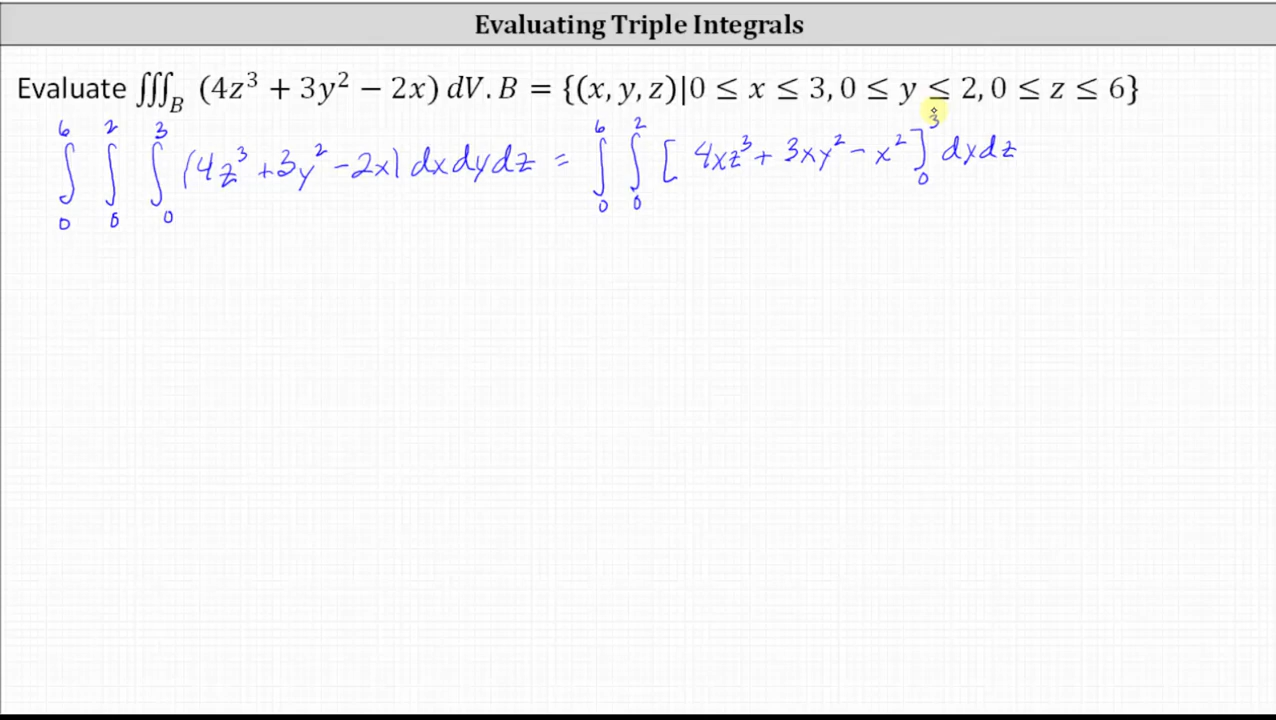 Evaluating Triple Integrals
Evaluate ∭_B (4z³ + 3y² − 2x) dV. B = {(x, y, z)|0 ≤ x ≤ 3, 0 ≤ y ≤ 2, 0 ≤ z ≤ 6}
∫₀⁶ ∫₀² ∫₀³ (4z³ + 3y² − 2x) dx dy dz = ∫₀⁶ ∫₀² [4xz³ + 3xy² − x²]₀³ dy dz